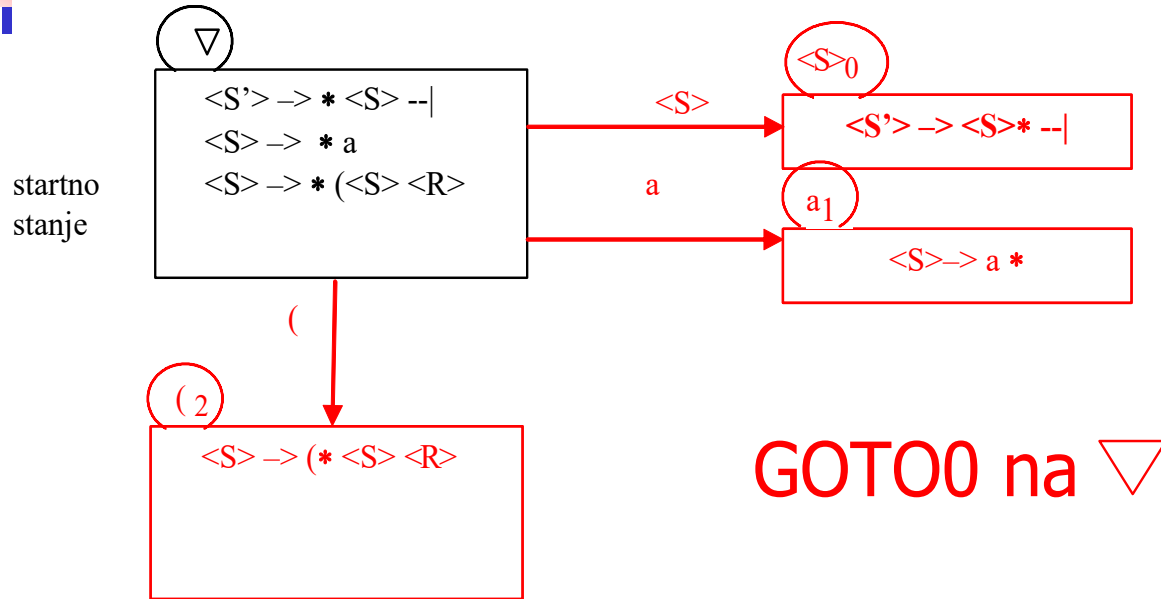 ▽
<S'> –> * <S> --|
<S> –> * a
<S> –> * (<S> <R>
startno
stanje
<S>
<S>0
<S'> –> <S>* --|
a
a1
<S>–> a *
(
(2
<S> –> (* <S> <R>
GOTO0 na ▽